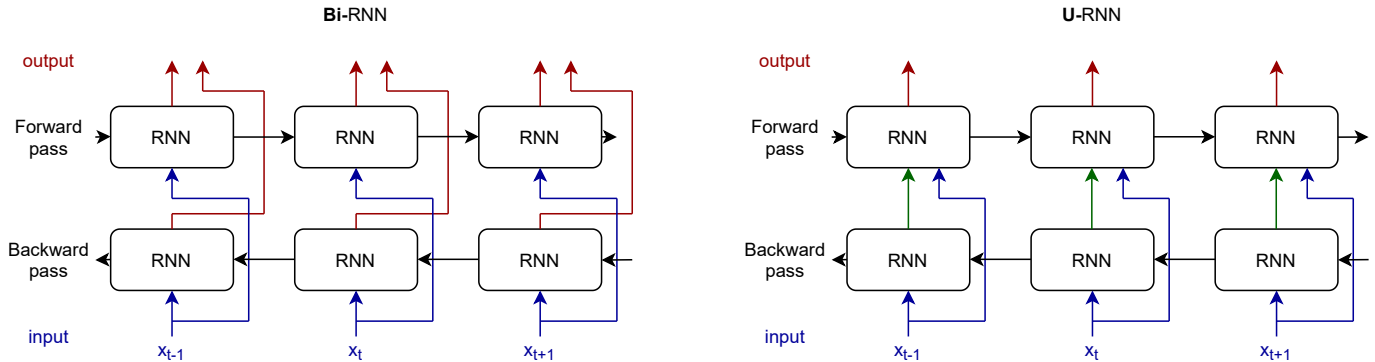 Bi-RNN
output
Forward
pass
RNN
RNN
RNN
Backward
pass
RNN
RNN
RNN
input
xt-1
xt
xt+1
U-RNN
output
Forward
pass
RNN
RNN
RNN
Backward
pass
RNN
RNN
RNN
input
xt-1
xt
xt+1